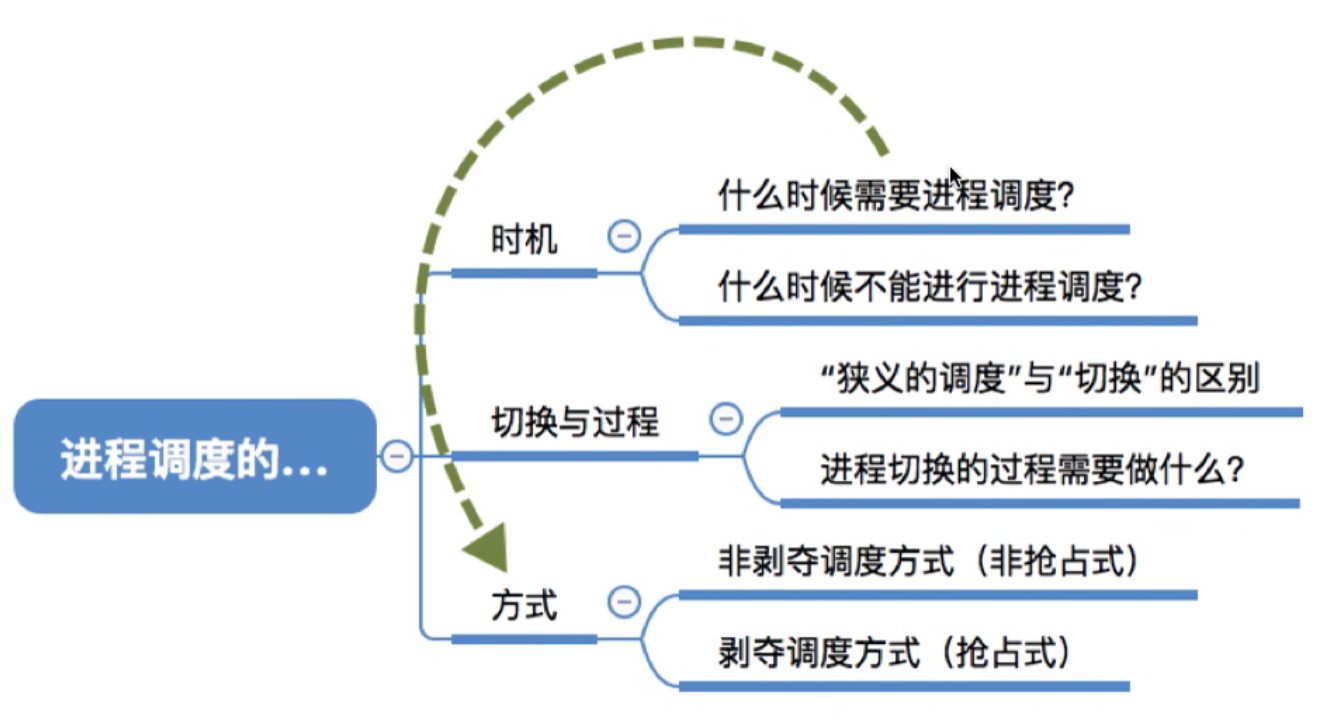 什么时候需要进程调度?
时机
什么时候不能进行进程调度?
“狭义的调度”与“切换”的区别
切换与过程
进程调度的...
进程切换的过程需要做什么?
非剥夺调度方式（非抢占式）
方式
剥夺调度方式（抢占式）